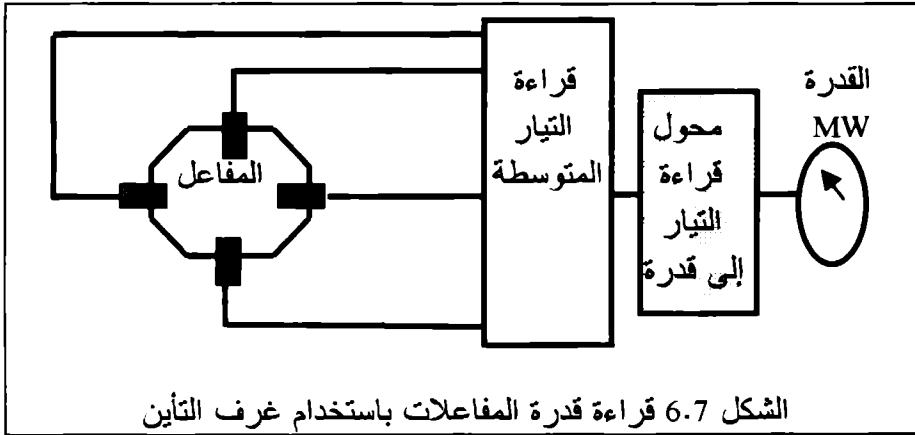 قراءة
التيار
المتوسطة
القدرة
MW
محول
قراءة
التيار
إلى قدرة
المفاعل
الشكل 6.7 قراءة قدرة المفاعلات باستخدام غرف التأين